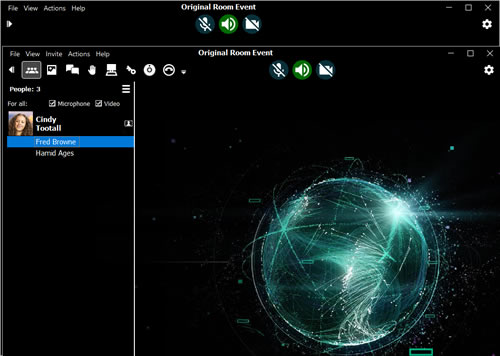 Original Room Event
File View Actions Help
Original Room Event
File View Invite Actions Help
People: 3
For all: Microphone Video
Cindy
Tootall
Fred Browne
Hamid Ages